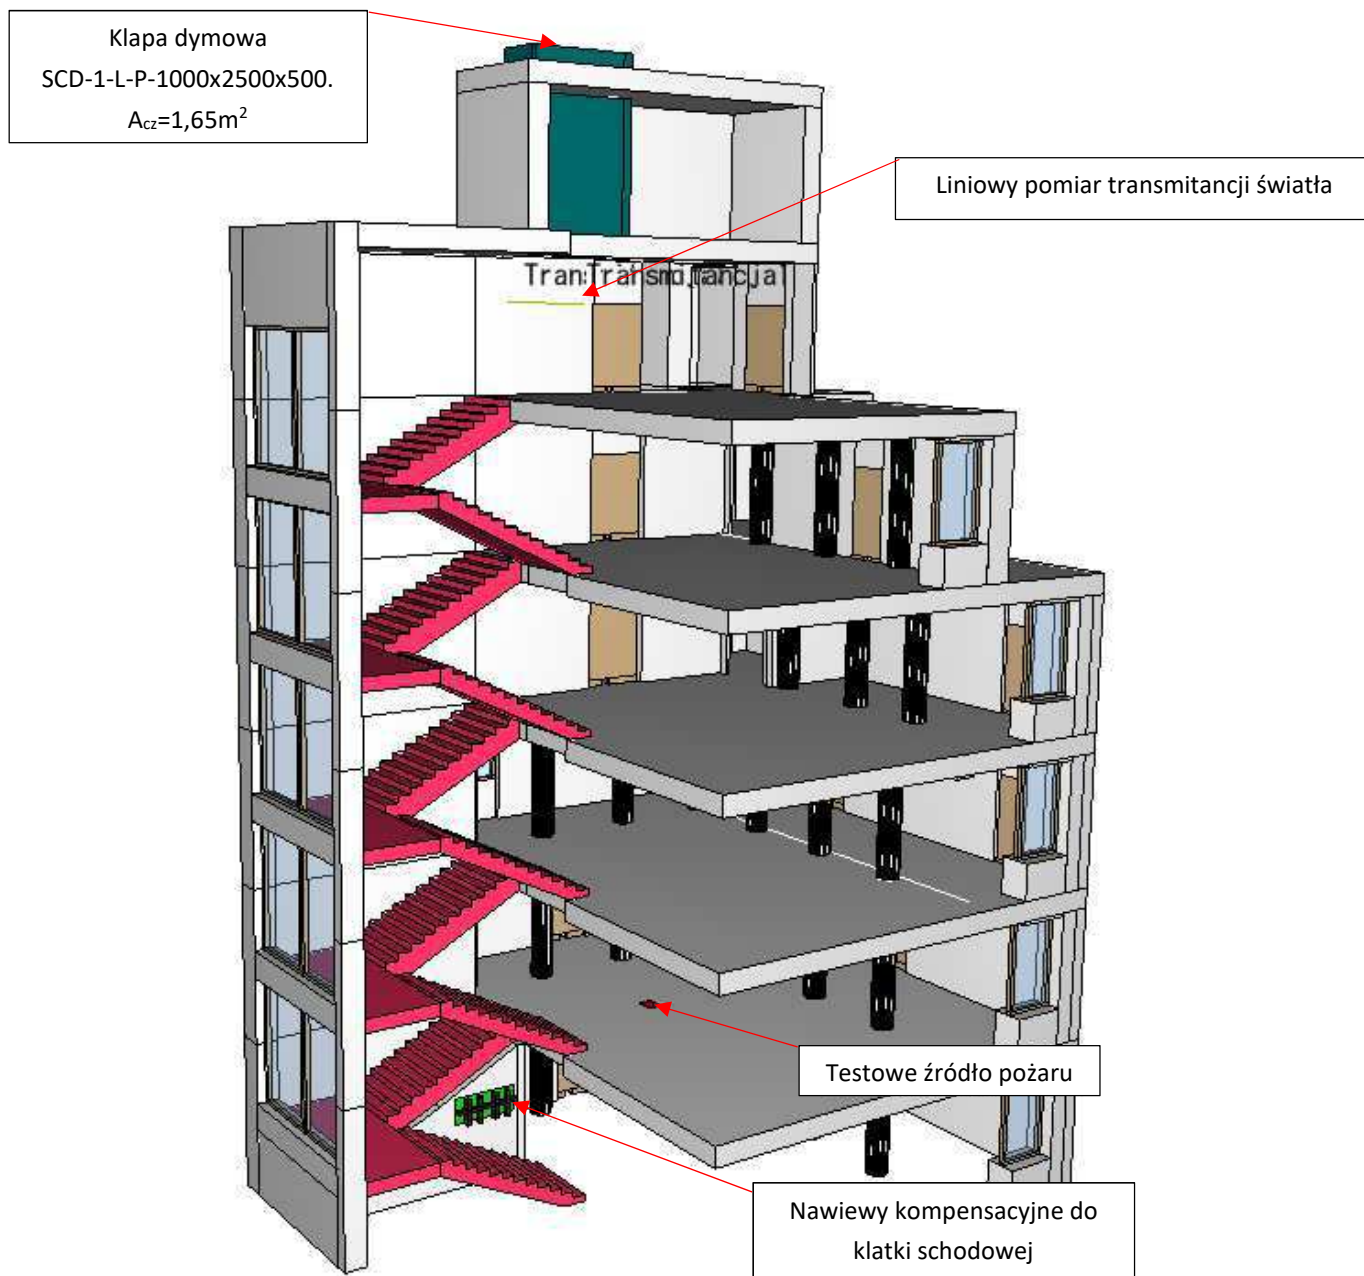 Klapa dymowa
SCD-1-L-P-1000x2500x500.
Acz=1,65m²
Liniowy pomiar transmitancji światła
Testowe źródło pożaru
Nawiewy kompensacyjne do
klatki schodowej